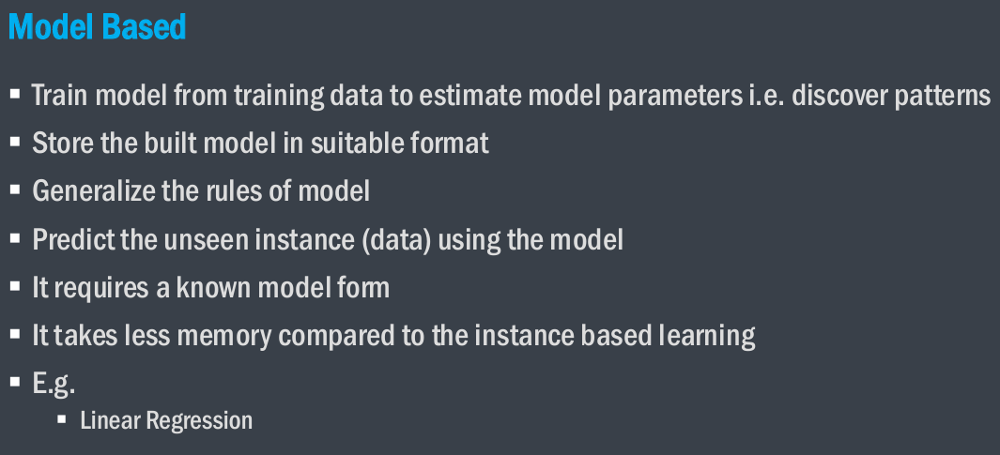 Model Based
▪ Train model from training data to estimate model parameters i.e. discover patterns
▪ Store the built model in suitable format
▪ Generalize the rules of model
▪ Predict the unseen instance (data) using the model
▪ It requires a known model form
▪ It takes less memory compared to the instance based learning
▪ E.g.
▪ Linear Regression